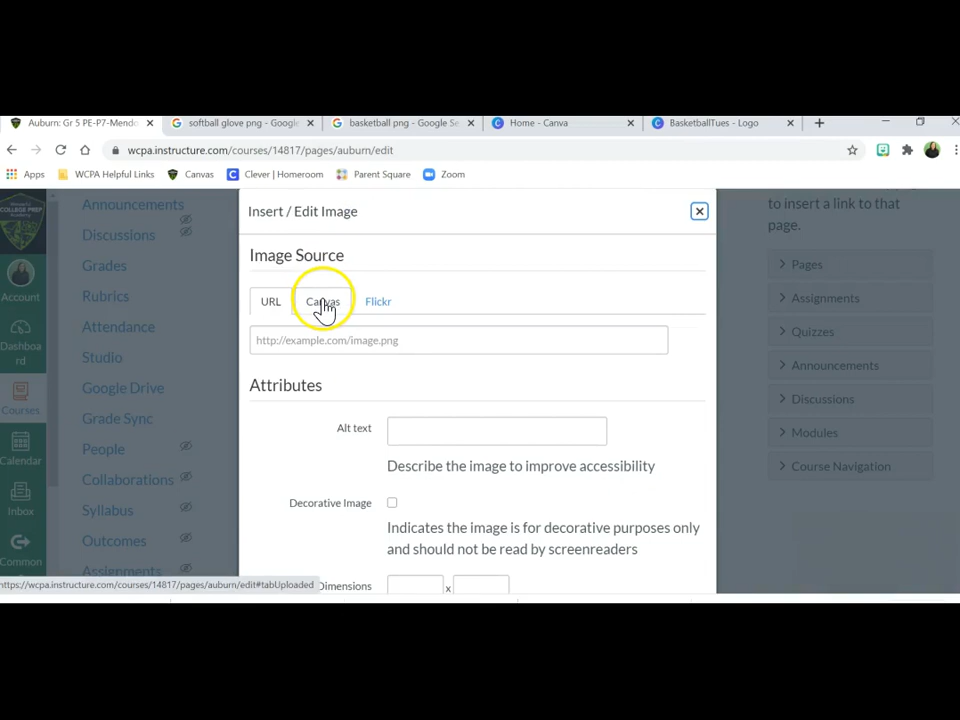 Auburn: Gr 5 PE-P7-Mendo
softball glove png - Google
basketball png - Google Se
Home - Canva
BasketballTues - Logo
wcpa.instructure.com/courses/14817/pages/auburn/edit
Apps
WCPA Helpful Links
Canvas
Clever | Homeroom
Parent Square
Zoom
COLLEGE PREP
Account
Dashboa
rd
Courses
Calendar
Inbox
Common
Announcements
Discussions
Grades
Rubrics
Attendance
Studio
Google Drive
Grade Sync
People
Collaborations
Syllabus
Outcomes
Assignments
https://wcpa.instructure.com/courses/14817/pages/auburn/edit#tabUploaded
Insert / Edit Image
Image Source
URL
Canvas
Flickr
http://example.com/image.png
Attributes
Alt text
Describe the image to improve accessibility
Decorative Image
Indicates the image is for decorative purposes only
and should not be read by screenreaders
Dimensions
x
to insert a link to that
page.
Pages
Assignments
Quizzes
Announcements
Discussions
Modules
Course Navigation